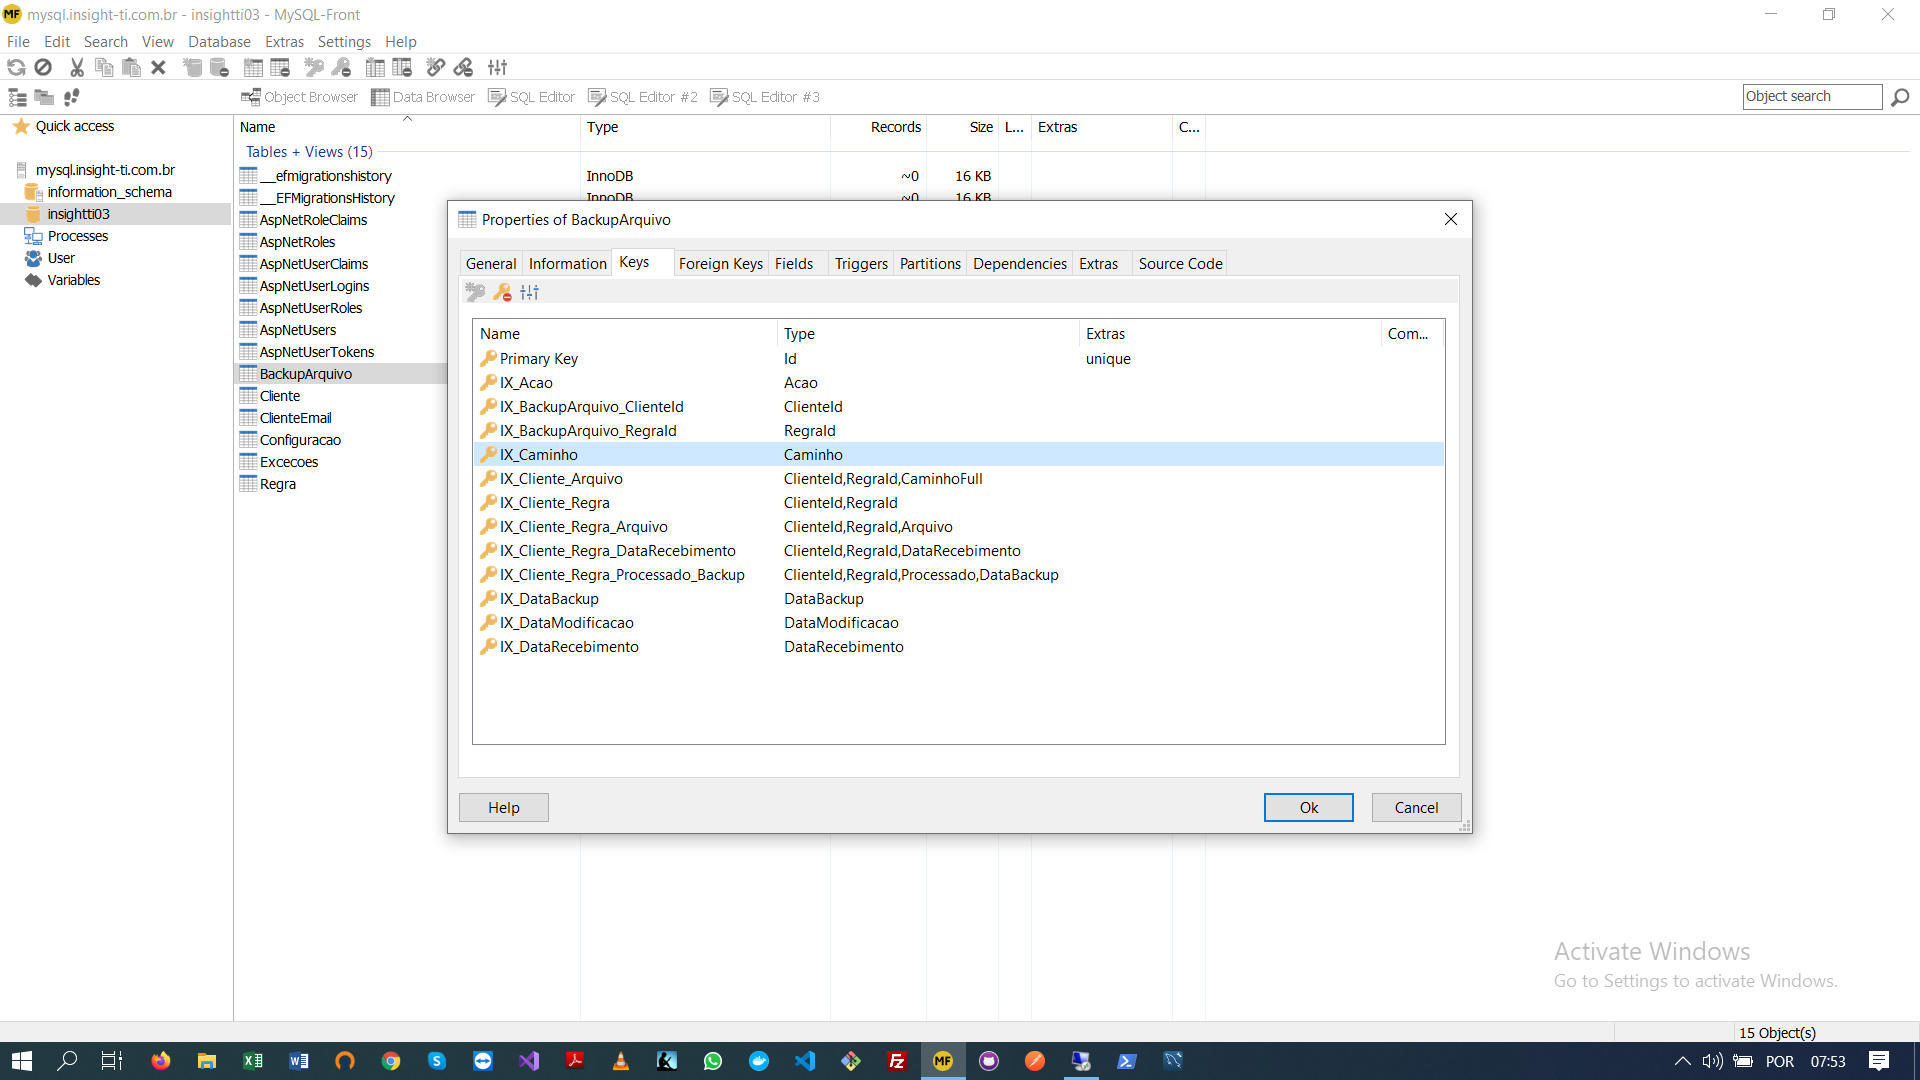 mysql.insight-ti.com.br - insightti03 - MySQL-Front
File Edit Search View Database Extras Settings Help
Object Browser Data Browser SQL Editor SQL Editor #2 SQL Editor #3 Object search
Quick access
mysql.insight-ti.com.br
information_schema
insightti03
Processes
User
Variables
Name Type Records Size L... Extras C...
Tables + Views (15)
__efmigrationshistory InnoDB ~0 16 KB
__EFMigrationsHistory InnoDB ~0 16 KB
AspNetRoleClaims
AspNetRoles
AspNetUserClaims
AspNetUserLogins
AspNetUserRoles
AspNetUsers
AspNetUserTokens
BackupArquivo
Cliente
ClienteEmail
Configuracao
Excecoes
Regra
Properties of BackupArquivo
General Information Keys Foreign Keys Fields Triggers Partitions Dependencies Extras Source Code
Name Type Extras Com...
Primary Key Id unique
IX_Acao Acao
IX_BackupArquivo_ClienteId ClienteId
IX_BackupArquivo_RegraId RegraId
IX_Caminho Caminho
IX_Cliente_Arquivo ClienteId,RegraId,CaminhoFull
IX_Cliente_Regra ClienteId,RegraId
IX_Cliente_Regra_Arquivo ClienteId,RegraId,Arquivo
IX_Cliente_Regra_DataRecebimento ClienteId,RegraId,DataRecebimento
IX_Cliente_Regra_Processado_Backup ClienteId,RegraId,Processado,DataBackup
IX_DataBackup DataBackup
IX_DataModificacao DataModificacao
IX_DataRecebimento DataRecebimento
Help Ok Cancel
Activate Windows
Go to Settings to activate Windows.
15 Object(s)
POR 07:53